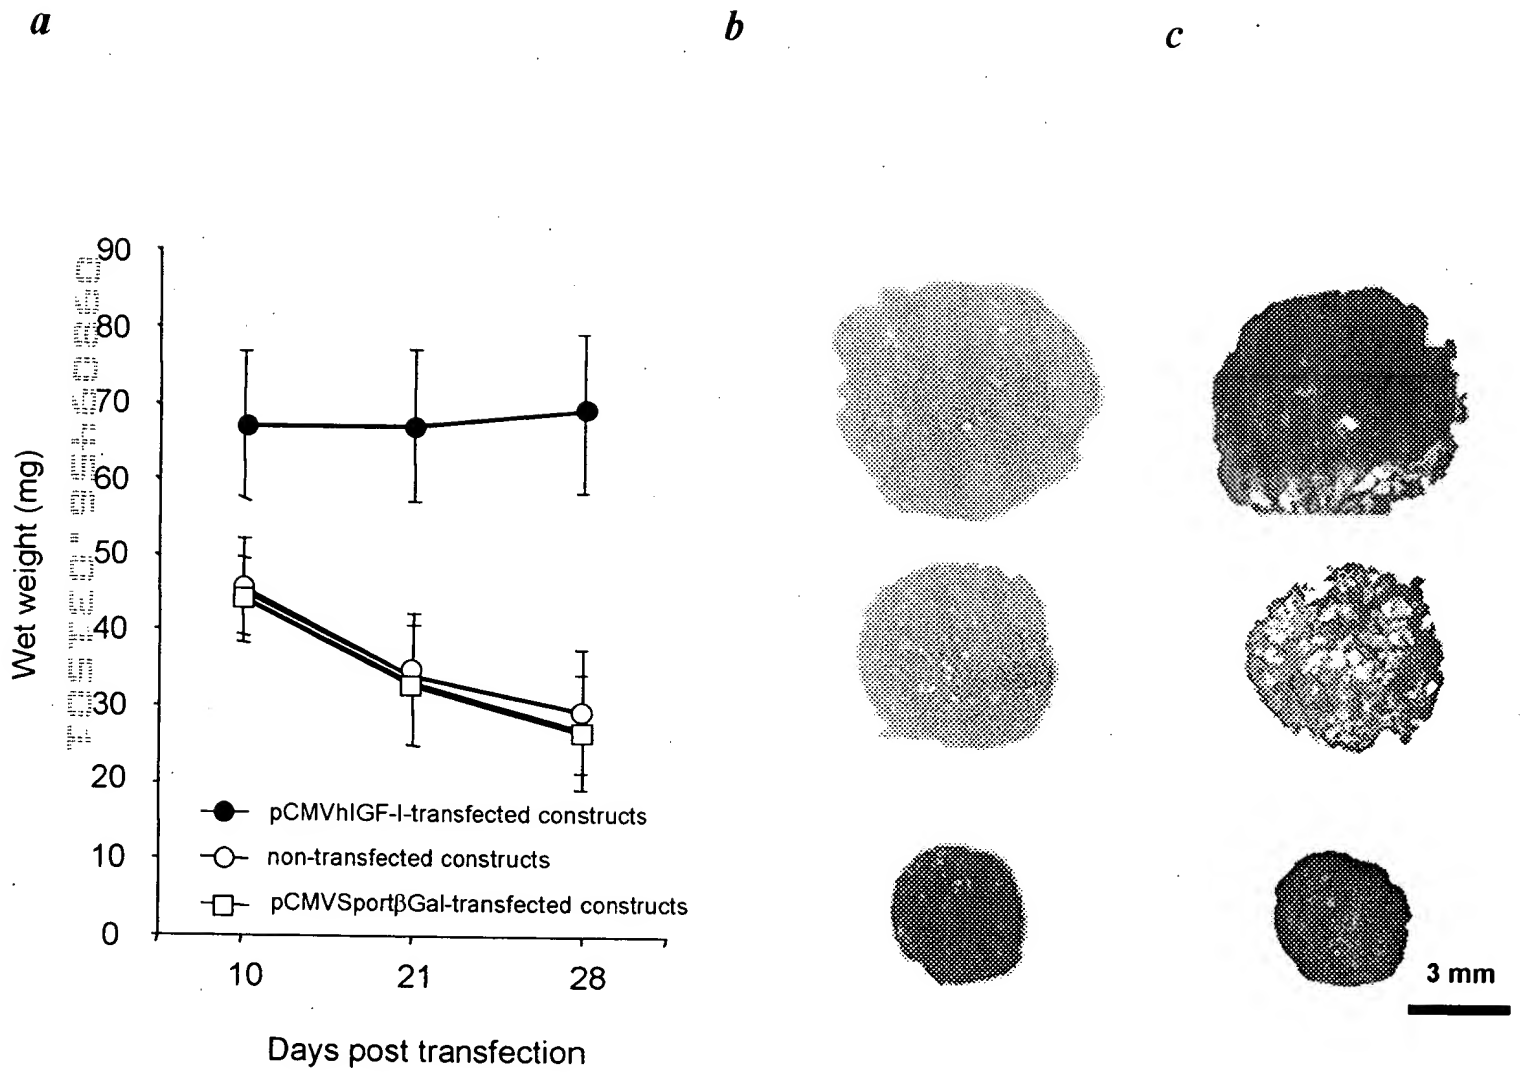 a
b
c
90
80
70
60
50
40
30
20
10
0
Wet weight (mg)
pCMVhIGF-I-transfected constructs
non-transfected constructs
pCMVSportβGal-transfected constructs
10
21
28
Days post transfection
3 mm